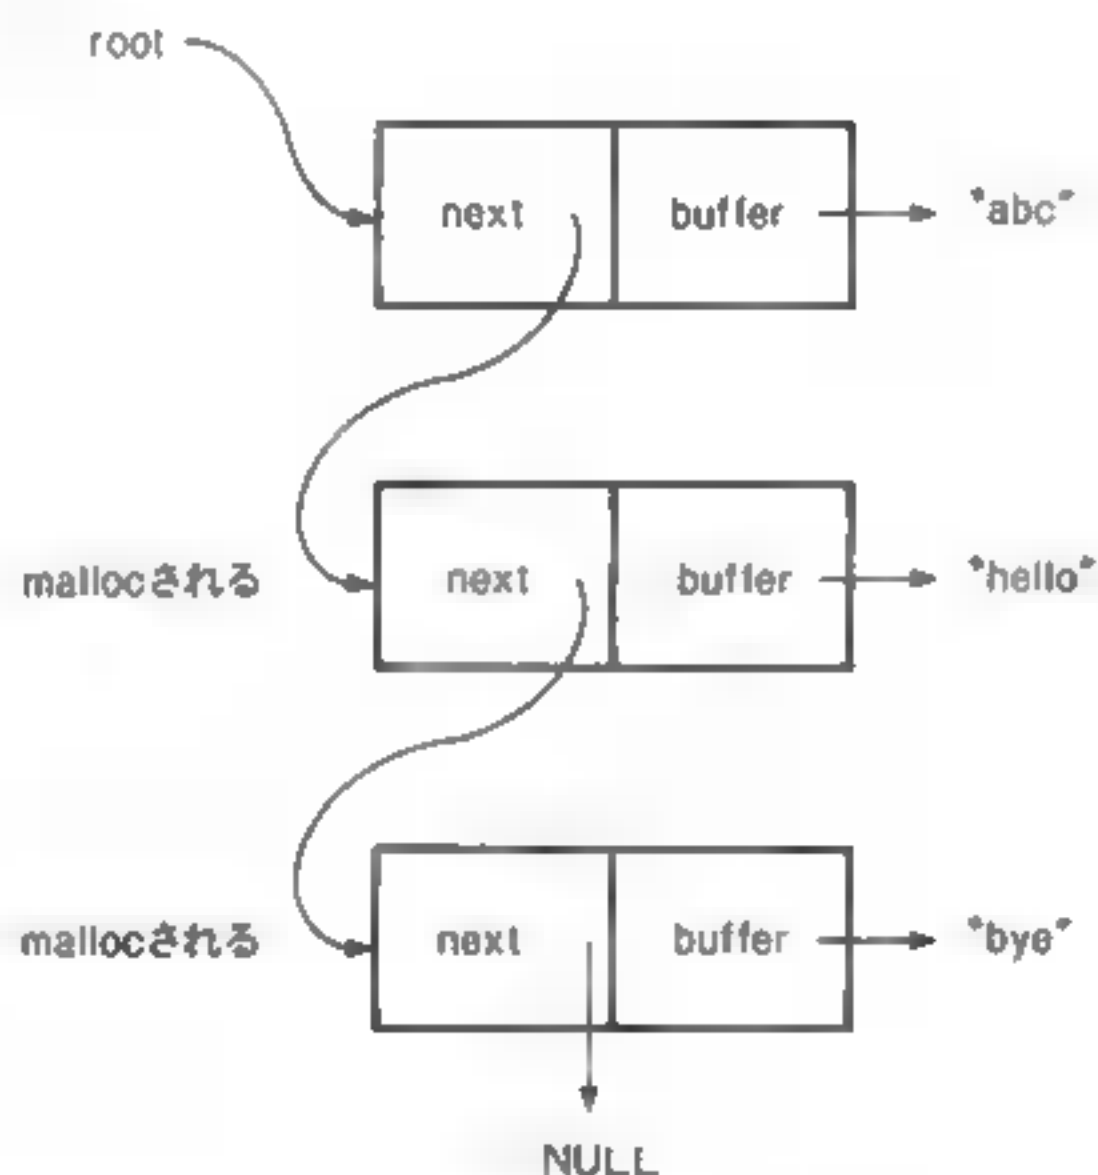 root
next buffer "abc"
mallocされる next buffer "hello"
mallocされる next buffer "bye"
NULL